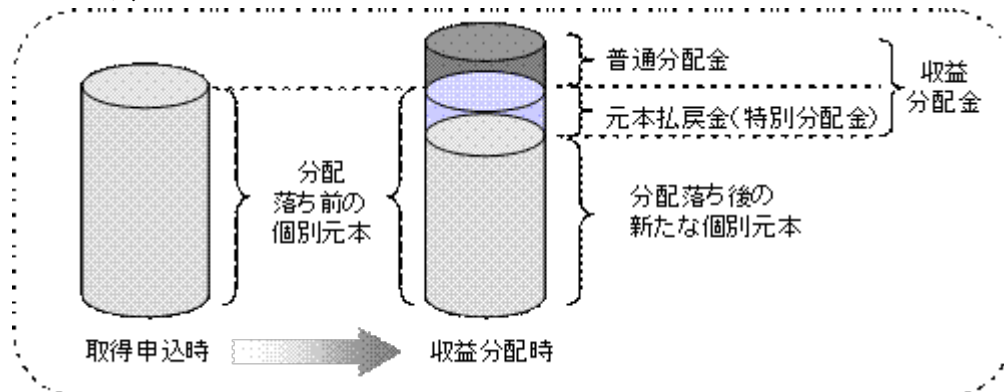 普通分配金
元本払戻金(特別分配金)
収益
分配金
分配
落ち前の
個別元本
分配落ち後の
新たな個別元本
取得申込時
収益分配時